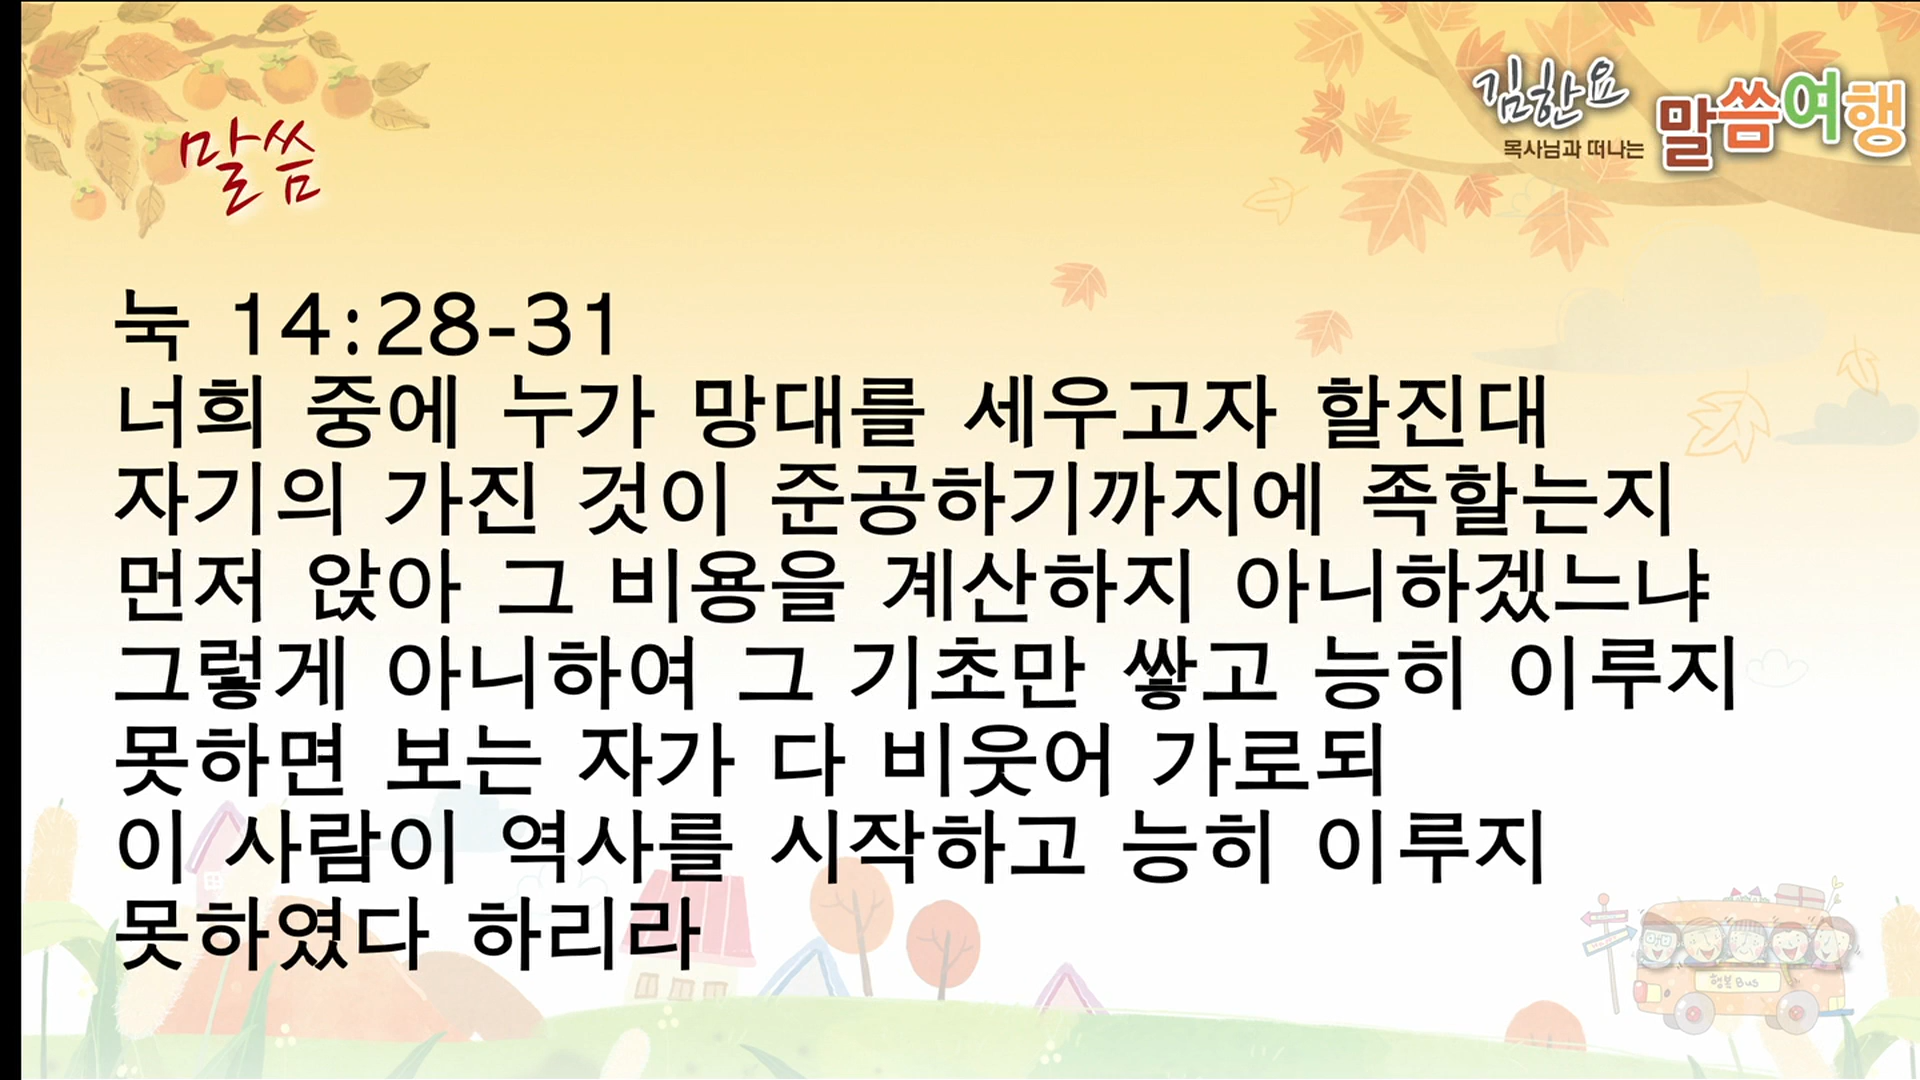 말씀
김한요
목사님과 떠나는
말씀여행
눅 14:28-31
너희 중에 누가 망대를 세우고자 할진대
자기의 가진 것이 준공하기까지에 족할는지
먼저 앉아 그 비용을 계산하지 아니하겠느냐
그렇게 아니하여 그 기초만 쌓고 능히 이루지
못하면 보는 자가 다 비웃어 가로되
이 사람이 역사를 시작하고 능히 이루지
못하였다 하리라
행복 Bus